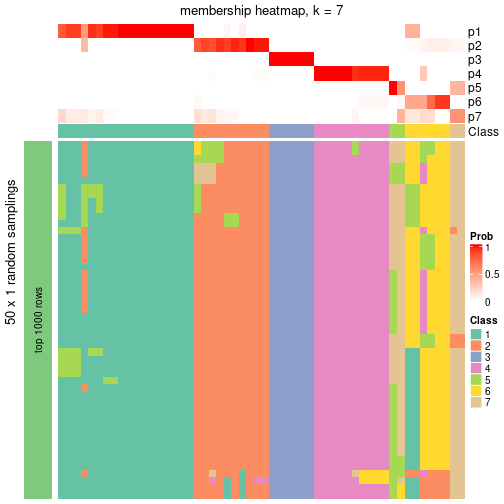 membership heatmap, k = 7
p1
p2
p3
p4
p5
p6
p7
Class
50 x 1 random samplings
top 1000 rows
Prob
1
0.5
0
Class
1
2
3
4
5
6
7